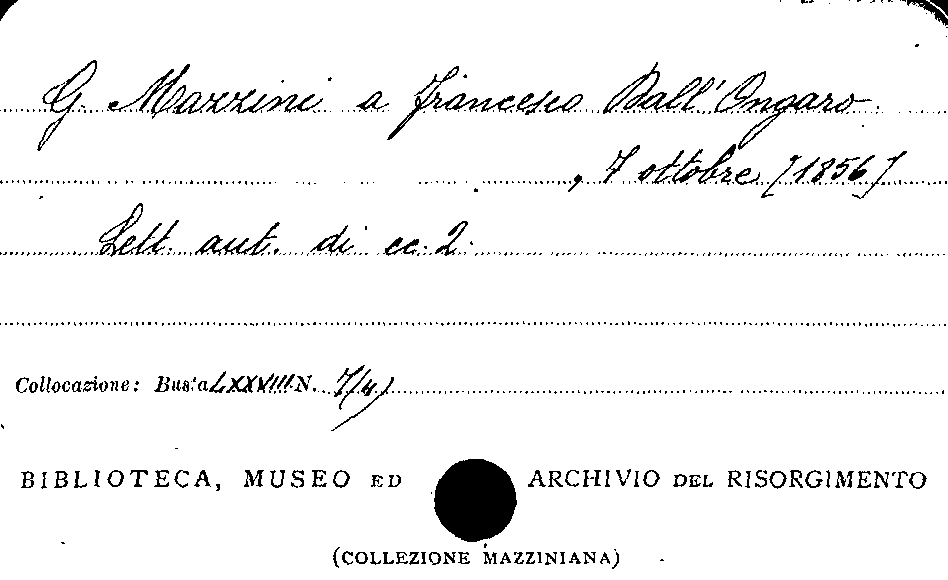 G. Mazzini a Francesco Dall'Ongaro
, 7 ottobre [1856]
Lett. aut. di cc. 2.
Collocazione: Busta LXXVIII N. 7/4)
BIBLIOTECA, MUSEO ED ARCHIVIO DEL RISORGIMENTO
(COLLEZIONE MAZZINIANA)